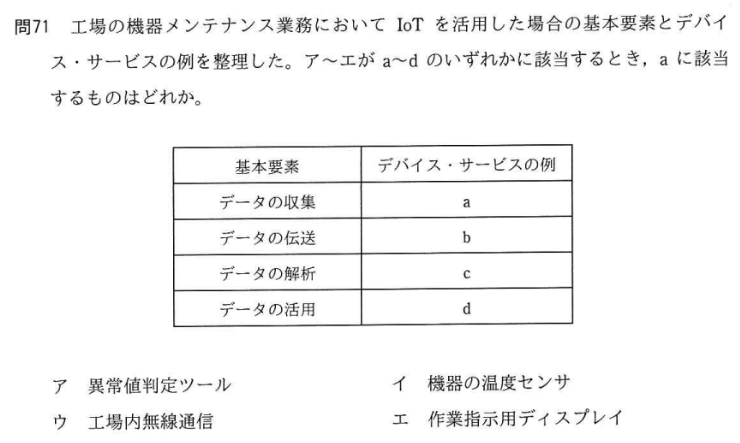 問71 工場の機器メンテナンス業務において IoT を活用した場合の基本要素とデバイ
ス・サービスの例を整理した。ア～エが a～d のいずれかに該当するとき，a に該当
するものはどれか。
基本要素 デバイス・サービスの例
データの収集 a
データの伝送 b
データの解析 c
データの活用 d
ア 異常値判定ツール イ 機器の温度センサ
ウ 工場内無線通信 エ 作業指示用ディスプレイ